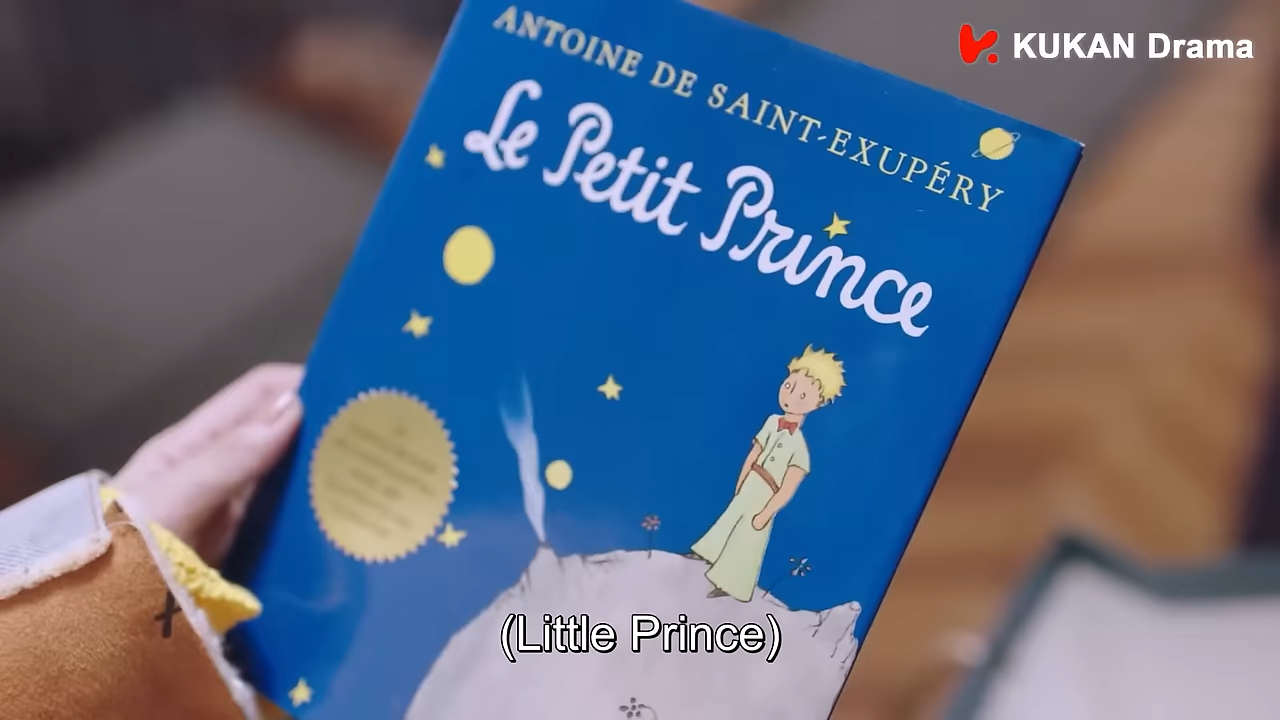 KUKAN Drama
ANTOINE DE SAINT-EXUPÉRY
Le Petit Prince
(Little Prince)